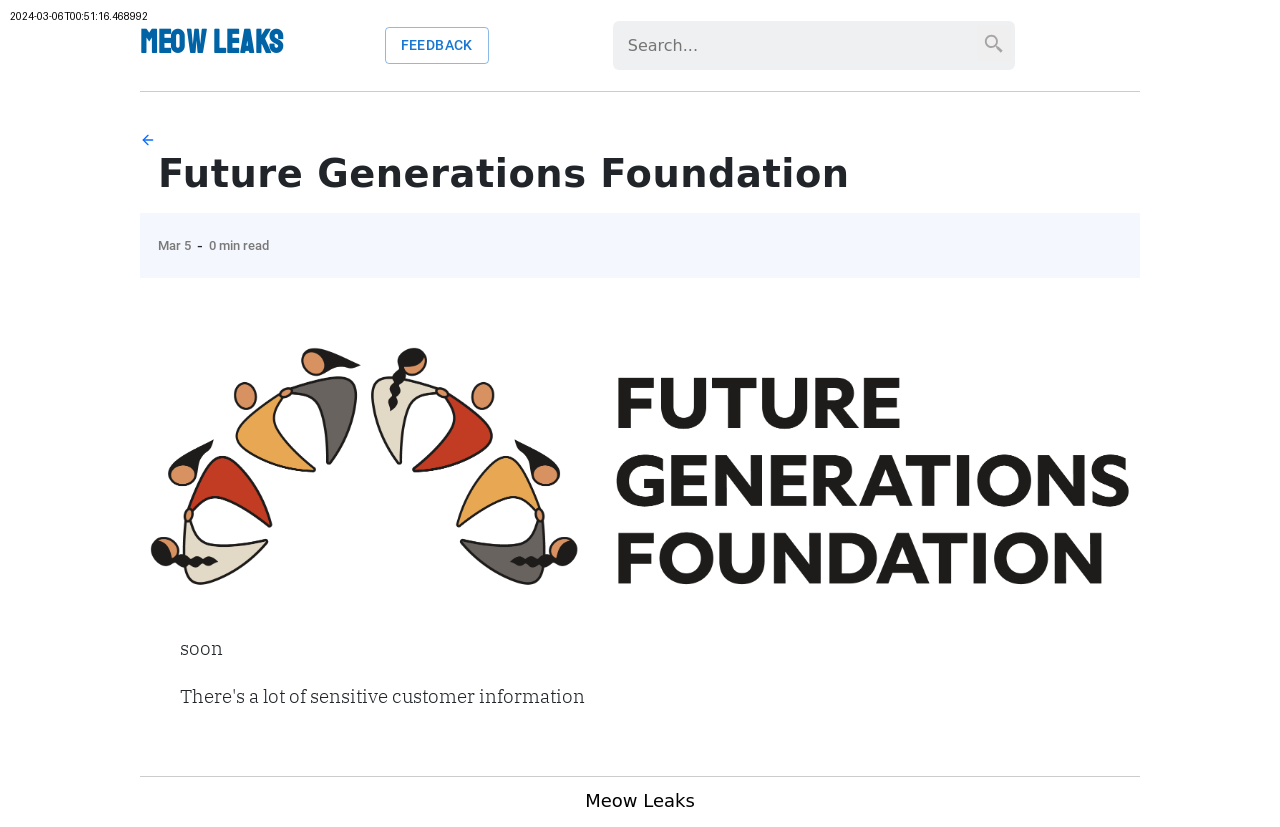 2024-03-06T00:51:16.468992
MEOW LEAKS
FEEDBACK
Search...
Future Generations Foundation
Mar 5 - 0 min read
FUTURE
GENERATIONS
FOUNDATION
soon
There's a lot of sensitive customer information
Meow Leaks